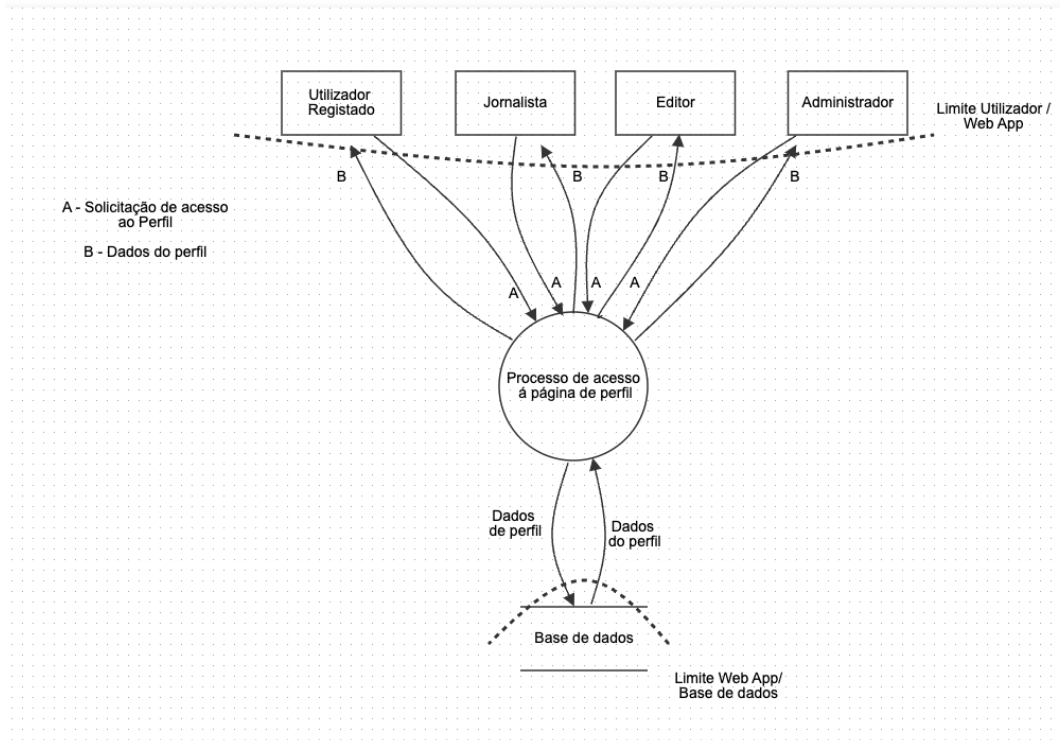 Utilizador
Registado
Jornalista
Editor
Administrador
Limite Utilizador /
Web App
B
B
B
B
A - Solicitação de acesso
ao Perfil
B - Dados do perfil
A
A
A
A
Processo de acesso
á página de perfil
Dados
de perfil
Dados
do perfil
Base de dados
Limite Web App/
Base de dados